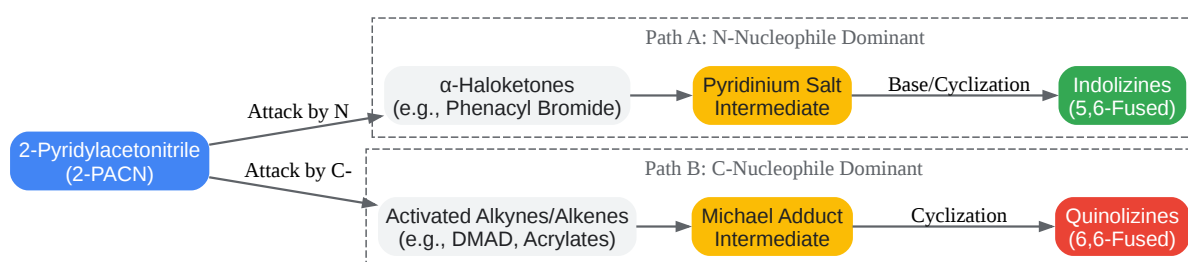 Path A: N-Nucleophile Dominant
α-Haloketones
(e.g., Phenacyl Bromide)
Pyridinium Salt
Intermediate
Base/Cyclization
Indolizines
(5,6-Fused)
Attack by N
2-Pyridylacetonitrile
(2-PACN)
Attack by C-
Path B: C-Nucleophile Dominant
Activated Alkynes/Alkenes
(e.g., DMAD, Acrylates)
Michael Adduct
Intermediate
Cyclization
Quinolizines
(6,6-Fused)